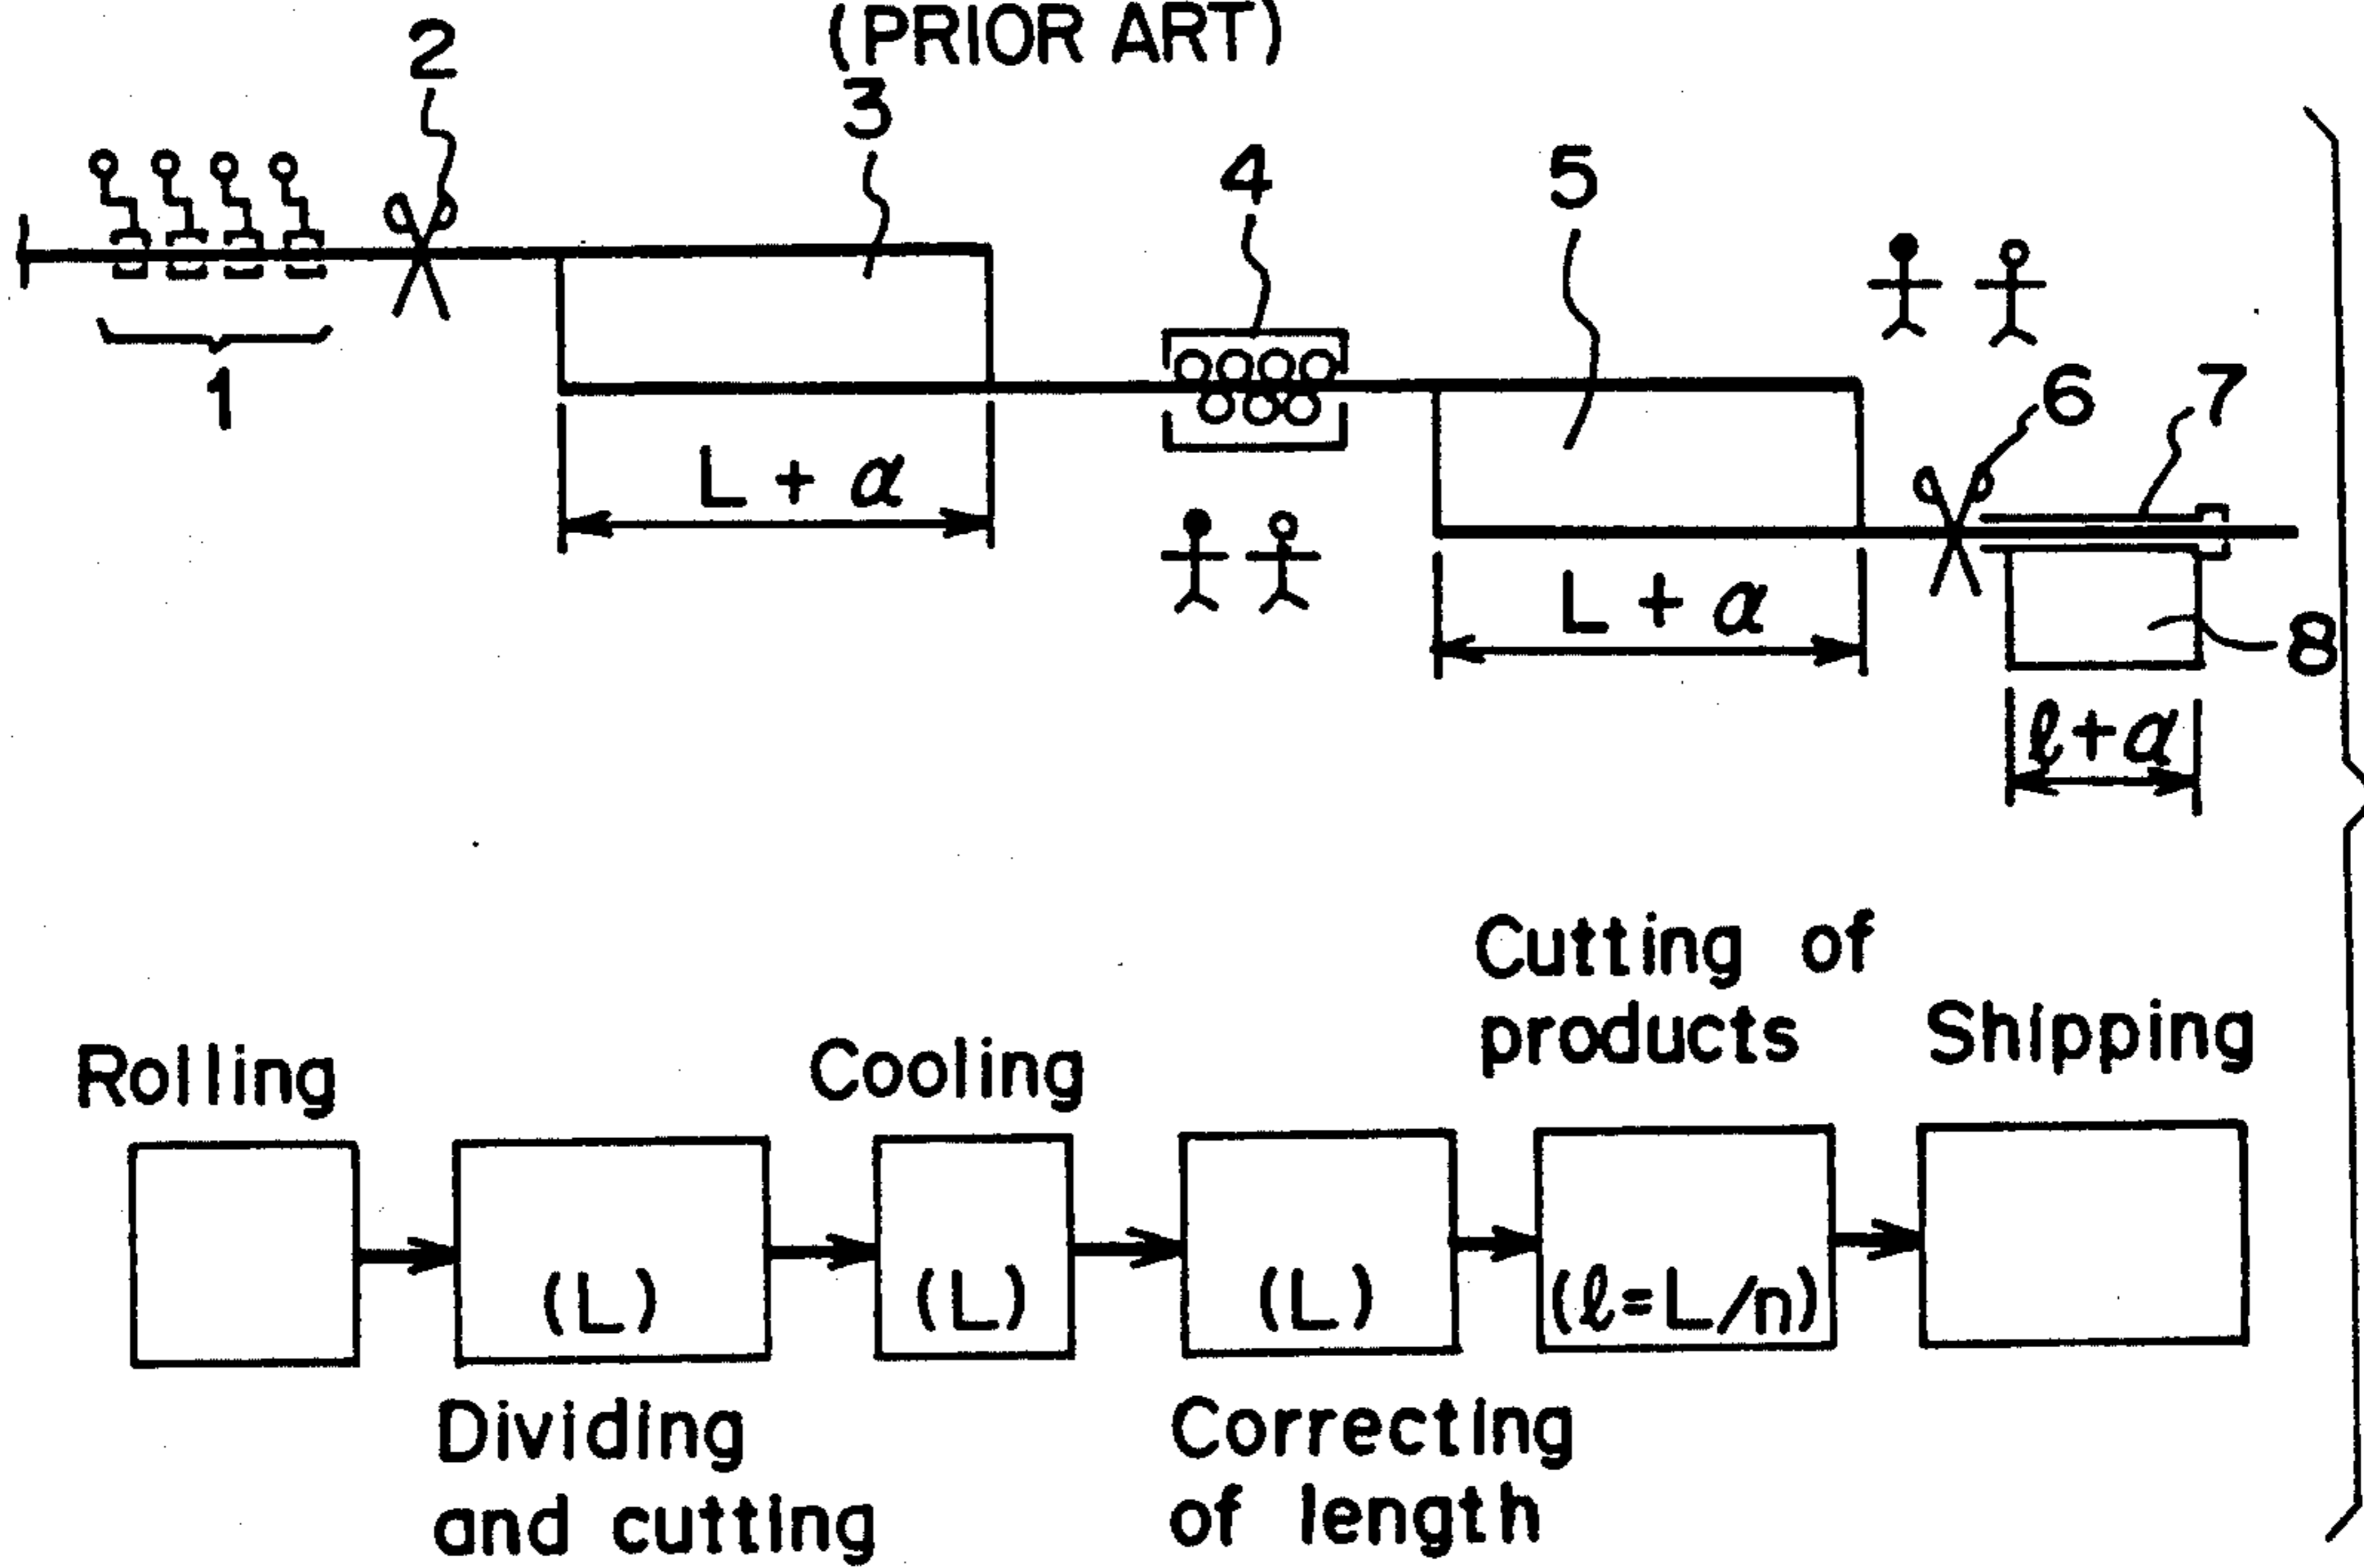 (PRIOR ART)
2
3
4
5
1
6
7
L + α
L + α
8
ℓ+α
Rolling
Cooling
Cutting of
products
Shipping
(L)
(L)
(L)
(ℓ=L/n)
Dividing
and cutting
Correcting
of length